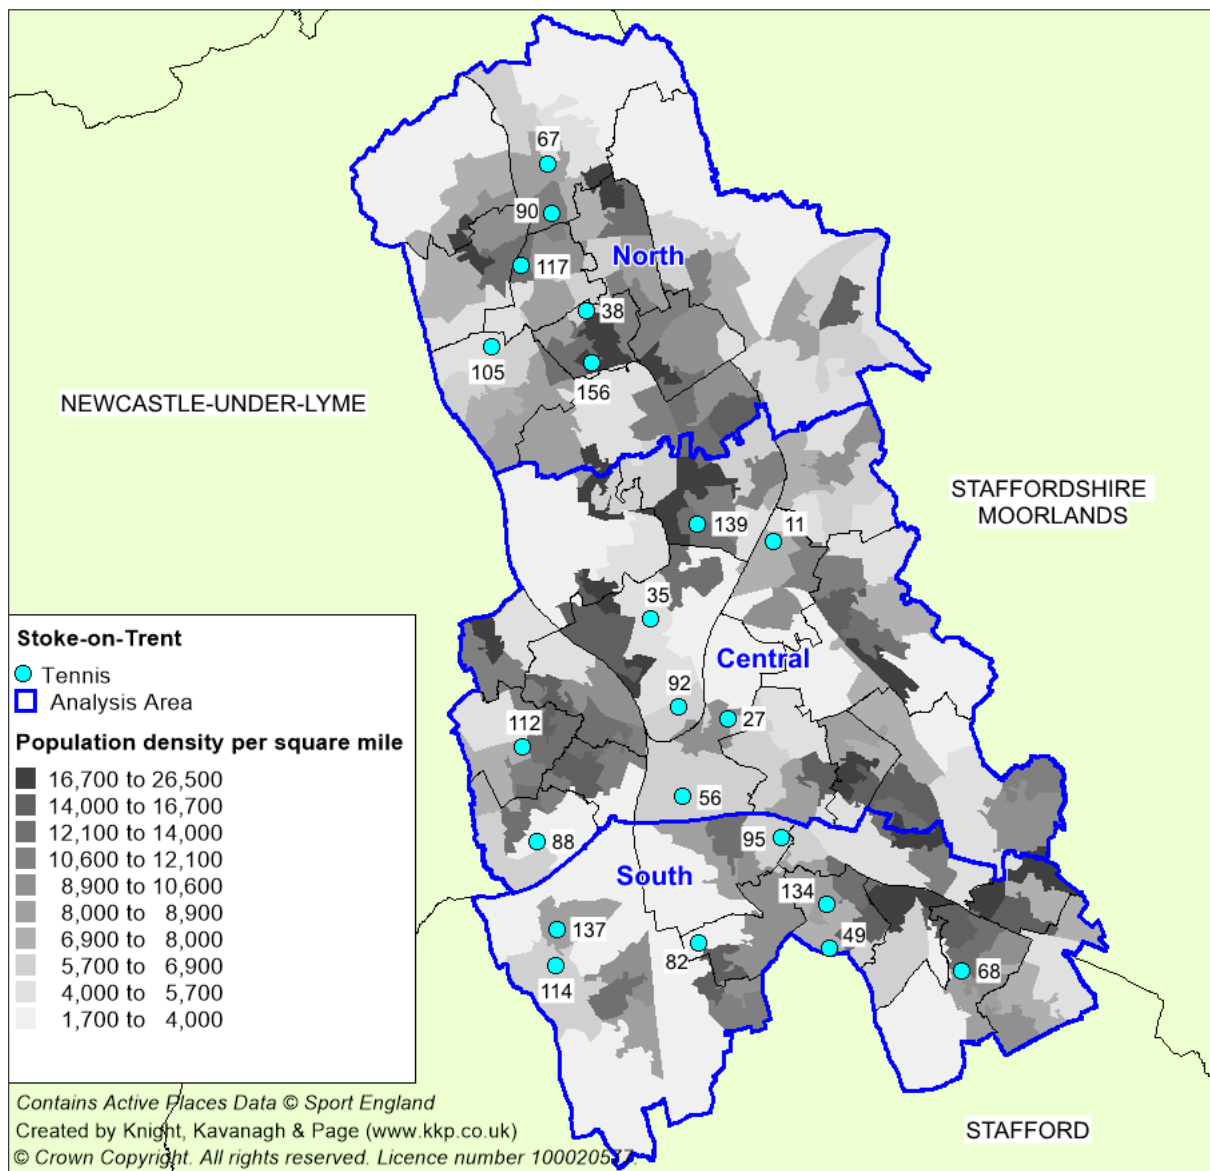 67
90
North
117
38
105
156
NEWCASTLE-UNDER-LYME
STAFFORDSHIRE
MOORLANDS
139
11
35
Central
92
27
112
56
88
95
South
134
137
49
82
114
68
Stoke-on-Trent
Tennis
Analysis Area
Population density per square mile
16,700 to 26,500
14,000 to 16,700
12,100 to 14,000
10,600 to 12,100
8,900 to 10,600
8,000 to 8,900
6,900 to 8,000
5,700 to 6,900
4,000 to 5,700
1,700 to 4,000
Contains Active Places Data © Sport England
Created by Knight, Kavanagh & Page (www.kkp.co.uk)
© Crown Copyright. All rights reserved. Licence number 100020577.
STAFFORD